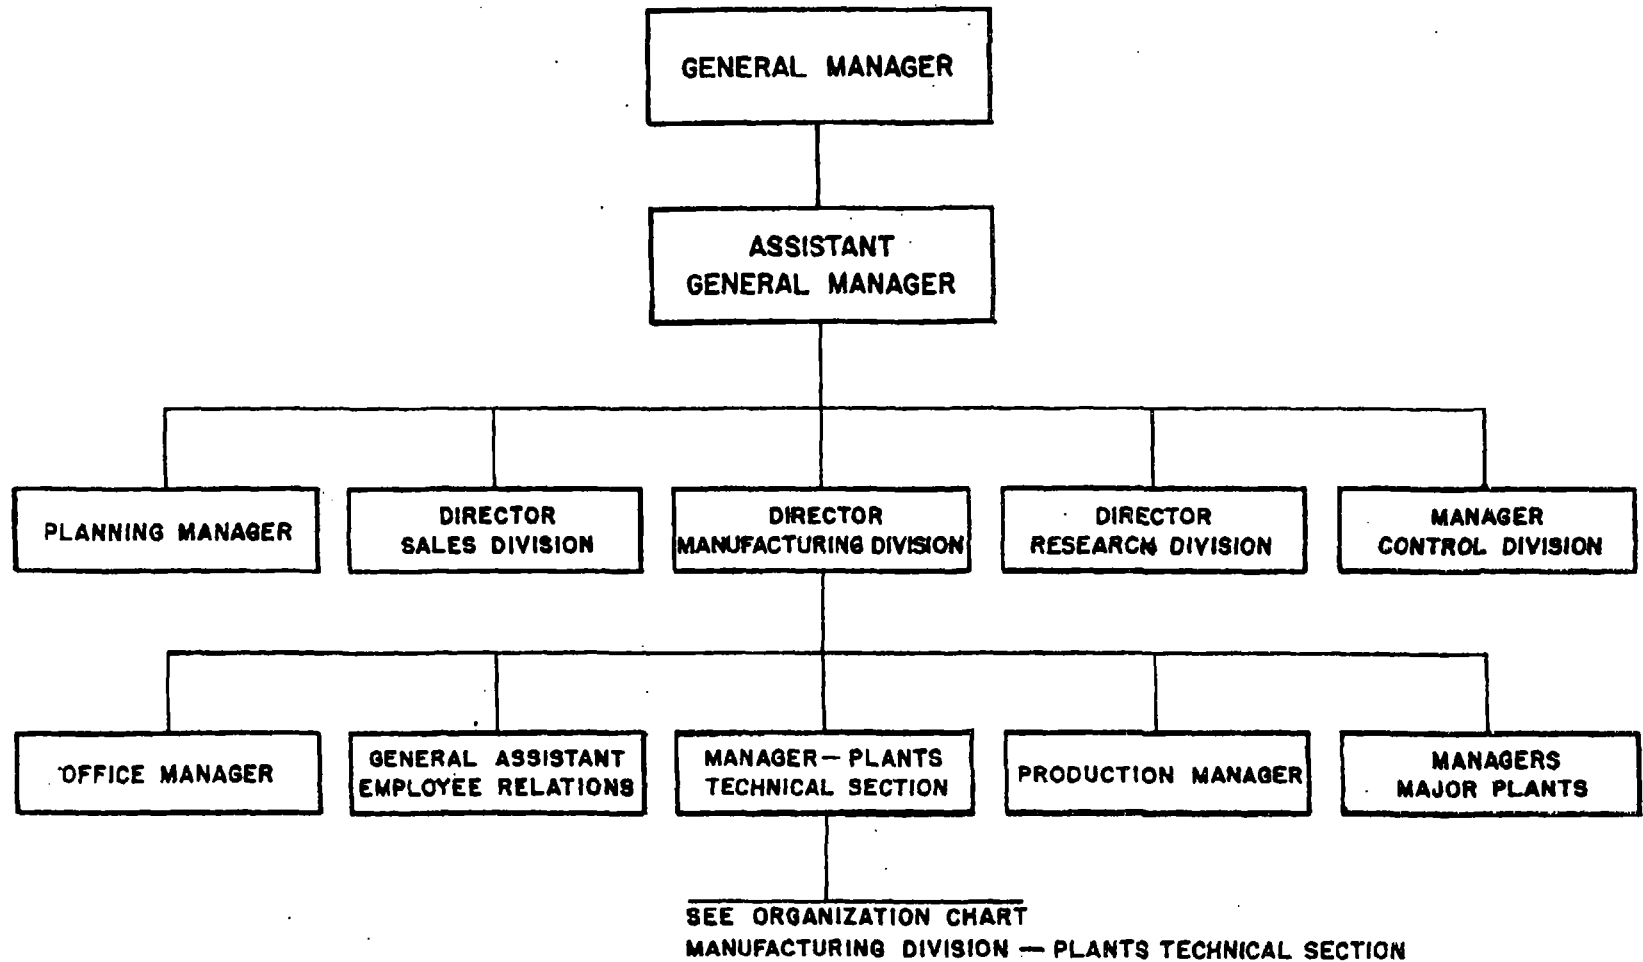 GENERAL MANAGER
ASSISTANT
GENERAL MANAGER
PLANNING MANAGER
DIRECTOR
SALES DIVISION
DIRECTOR
MANUFACTURING DIVISION
DIRECTOR
RESEARCH DIVISION
MANAGER
CONTROL DIVISION
OFFICE MANAGER
GENERAL ASSISTANT
EMPLOYEE RELATIONS
MANAGER — PLANTS
TECHNICAL SECTION
PRODUCTION MANAGER
MANAGERS
MAJOR PLANTS
SEE ORGANIZATION CHART
MANUFACTURING DIVISION — PLANTS TECHNICAL SECTION